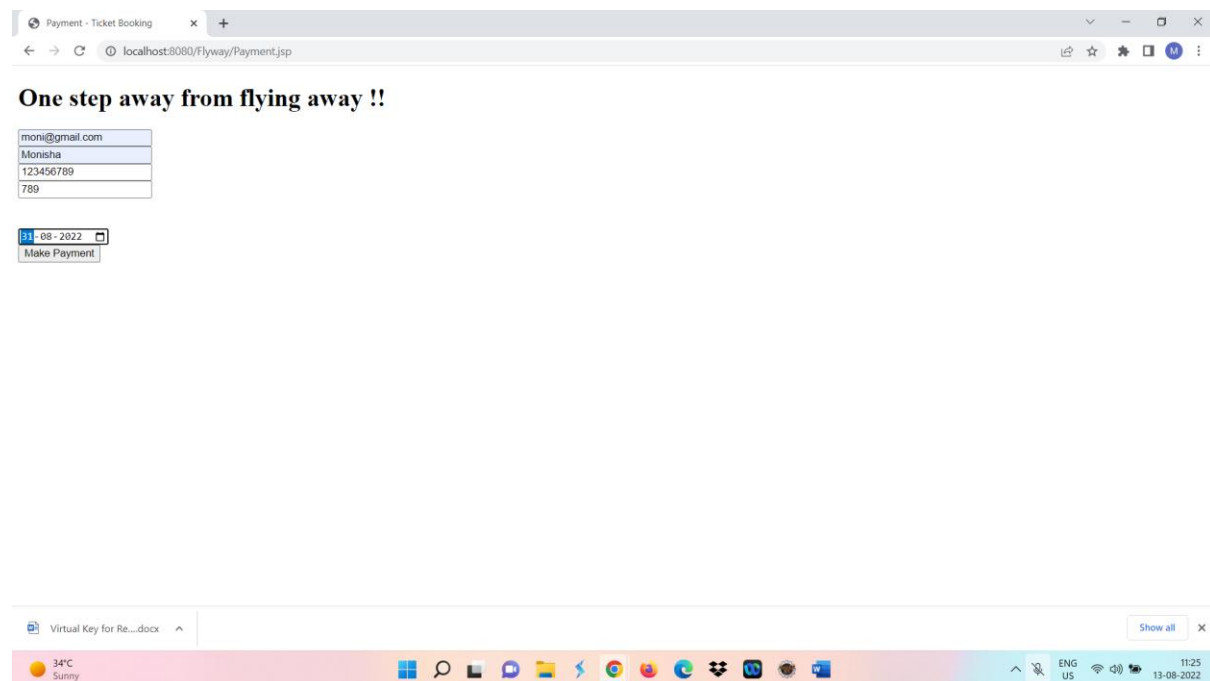 Payment - Ticket Booking
localhost:8080/Flyway/Payment.jsp
M
One step away from flying away !!
moni@gmail.com
Monisha
123456789
789
31-08-2022
Make Payment
Virtual Key for Re....docx
Show all
34°C
Sunny
ENG
US
11:25
13-08-2022